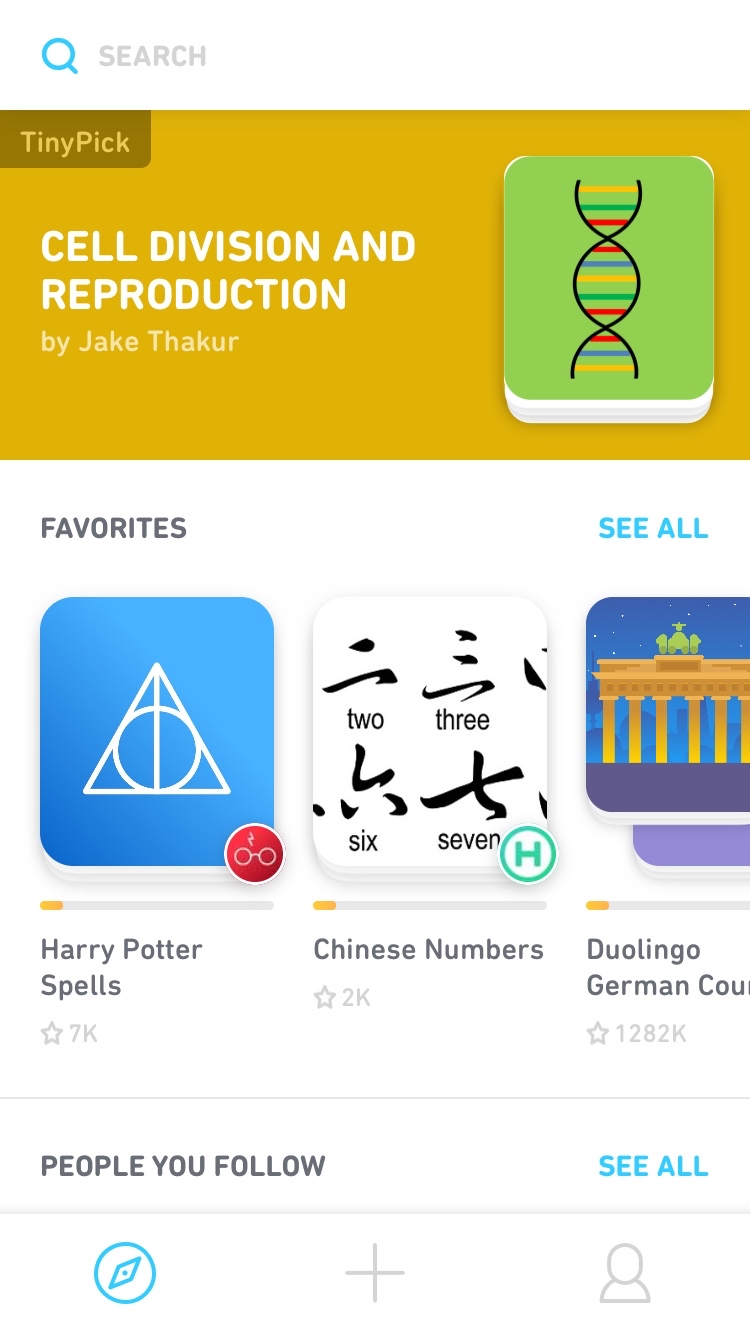 SEARCH
TinyPick
CELL DIVISION AND
REPRODUCTION
by Jake Thakur
FAVORITES
SEE ALL
二 三
two three
六 七
six seven
H
Harry Potter
Spells
7K
Chinese Numbers
2K
Duolingo
German Cou
1282K
PEOPLE YOU FOLLOW
SEE ALL